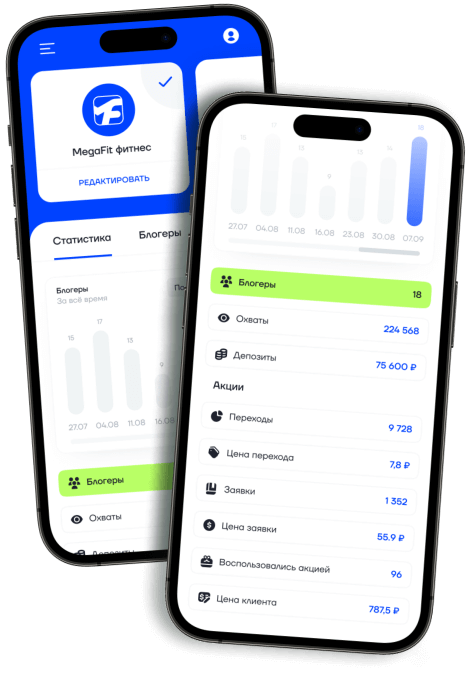 MegaFit фитнес
РЕДАКТИРОВАТЬ
Статистика
Блогеры
Блогеры
За всё время
По
15
17
13
9
27.07
04.08
11.08
16.08
Блогеры
Охваты
Депозиты
15
17
13
9
15
14
18
27.07
04.08
11.08
16.08
23.08
30.08
07.09
Блогеры
18
Охваты
224 568
Депозиты
75 600 ₽
Акции
Переходы
9 728
Цена перехода
7,8 ₽
Заявки
1 352
Цена заявки
55.9 ₽
Воспользовались акцией
96
Цена клиента
787,5 ₽